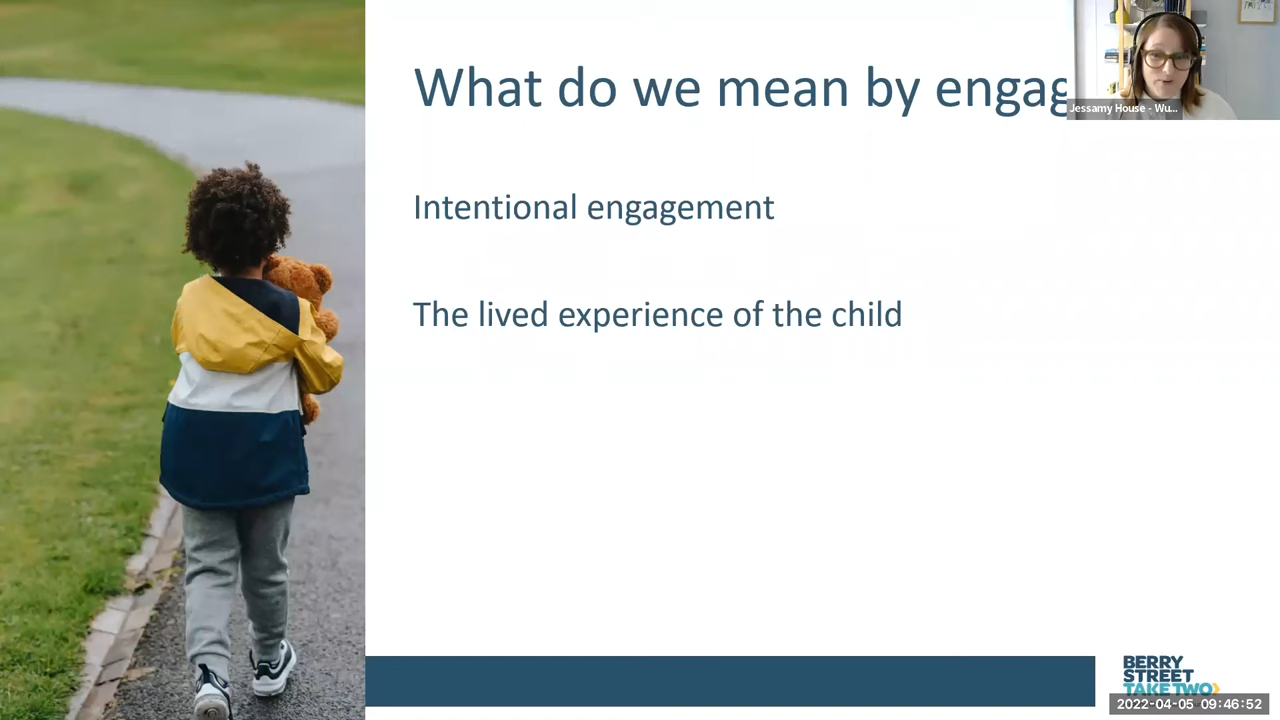 What do we mean by engag
Jessamy House - Wu...
Intentional engagement
The lived experience of the child
BERRY
STREET
TAKE TWO
2022-04-05 09:46:52